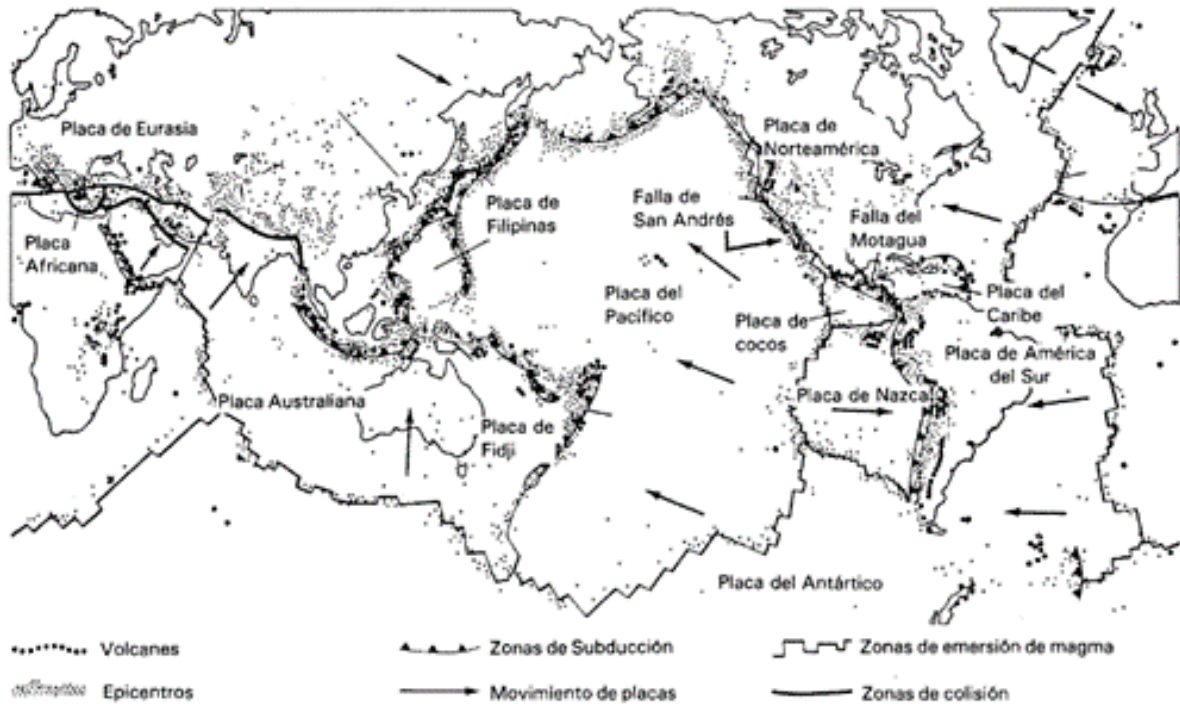 Placa de Eurasia
Placa
Africana
Placa de
Filipinas
Placa de
Norteamérica
Falla de
San Andrés
Falla del
Motagua
Placa del
Pacífico
Placa de
cocos
Placa del
Caribe
Placa de América
del Sur
Placa Australiana
Placa de
Fidji
Placa de Nazca
Placa del Antártico
Volcanes
Zonas de Subducción
Zonas de emersión de magma
Epicentros
Movimiento de placas
Zonas de colisión